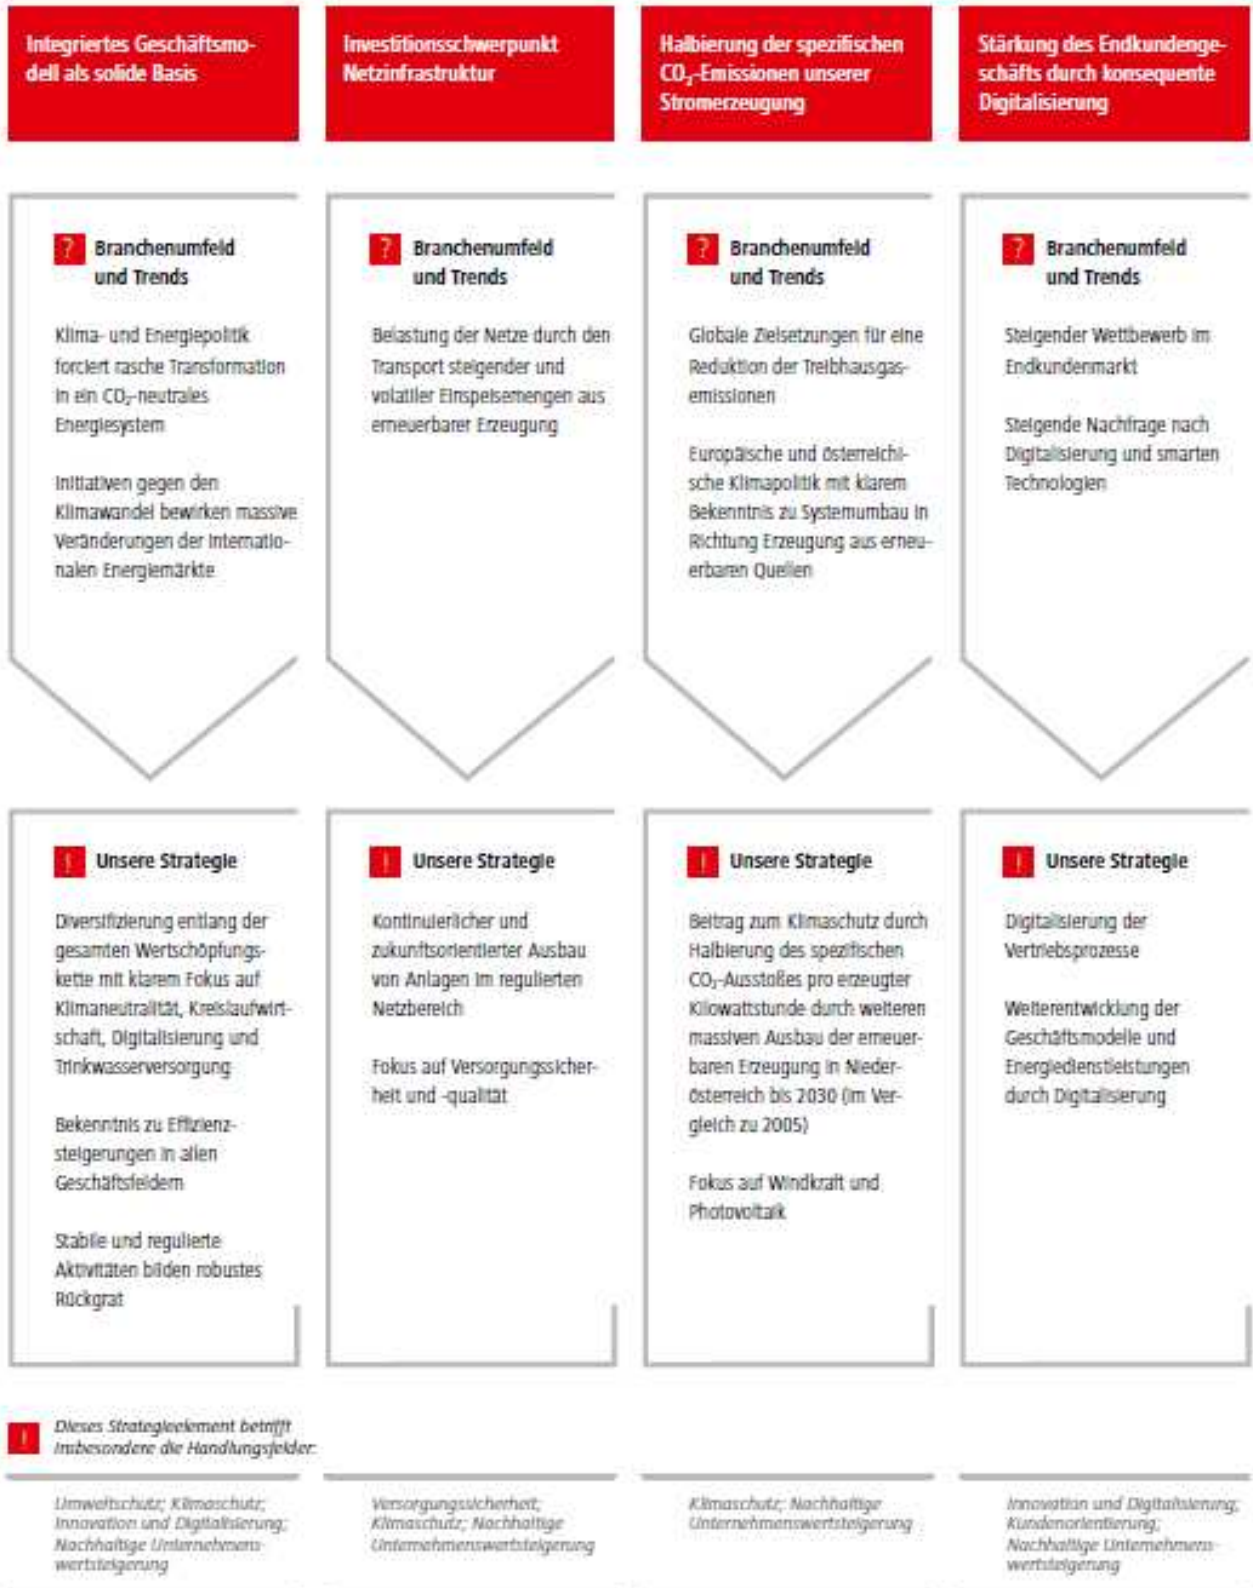 Integriertes Geschäftsmo-
dell als solide Basis
Investitionsschwerpunkt
Netzinfrastruktur
Halbierung der spezifischen
CO₂-Emissionen unserer
Stromerzeugung
Stärkung des Endkundenge-
schäfts durch konsequente
Digitalisierung
? Branchenumfeld
und Trends
Klima- und Energiepolitik
forciert rasche Transformation
in ein CO₂-neutrales
Energiesystem
Initiativen gegen den
Klimawandel bewirken massive
Veränderungen der internatio-
nalen Energiemärkte
? Branchenumfeld
und Trends
Belastung der Netze durch den
Transport steigender und
volatiler Einspeisemengen aus
erneuerbarer Erzeugung
? Branchenumfeld
und Trends
Globale Zielsetzungen für eine
Reduktion der Treibhausgas-
emissionen
Europäische und österreichi-
sche Klimapolitik mit klarem
Bekenntnis zu Systemumbau in
Richtung Erzeugung aus erneu-
erbaren Quellen
? Branchenumfeld
und Trends
Steigender Wettbewerb im
Endkundenmarkt
Steigende Nachfrage nach
Digitalisierung und smarten
Technologien
! Unsere Strategie
Diversifizierung entlang der
gesamten Wertschöpfungs-
kette mit klarem Fokus auf
Klimaneutralität, Kreislaufwirt-
schaft, Digitalisierung und
Trinkwasserversorgung
Bekenntnis zu Effizienz-
steigerungen in allen
Geschäftsfeldern
Stabile und regulierte
Aktivitäten bilden robustes
Rückgrat
! Unsere Strategie
Kontinuierlicher und
zukunftsorientierter Ausbau
von Anlagen im regulierten
Netzbereich
Fokus auf Versorgungssicher-
heit und -qualität
! Unsere Strategie
Beitrag zum Klimaschutz durch
Halbierung des spezifischen
CO₂-Ausstoßes pro erzeugter
Kilowattstunde durch weiteren
massiven Ausbau der erneuer-
baren Erzeugung in Nieder-
österreich bis 2030 (im Ver-
gleich zu 2005)
Fokus auf Windkraft und
Photovoltaik
! Unsere Strategie
Digitalisierung der
Vertriebsprozesse
Weiterentwicklung der
Geschäftsmodelle und
Energiedienstleistungen
durch Digitalisierung
! Dieses Strategieelement betrifft
insbesondere die Handlungsfelder:
Umweltschutz; Klimaschutz;
Innovation und Digitalisierung;
Nachhaltige Unternehmens-
wertsteigerung
Versorgungssicherheit;
Klimaschutz; Nachhaltige
Unternehmenswertsteigerung
Klimaschutz; Nachhaltige
Unternehmenswertsteigerung
Innovation und Digitalisierung;
Kundenorientierung;
Nachhaltige Unternehmens-
wertsteigerung